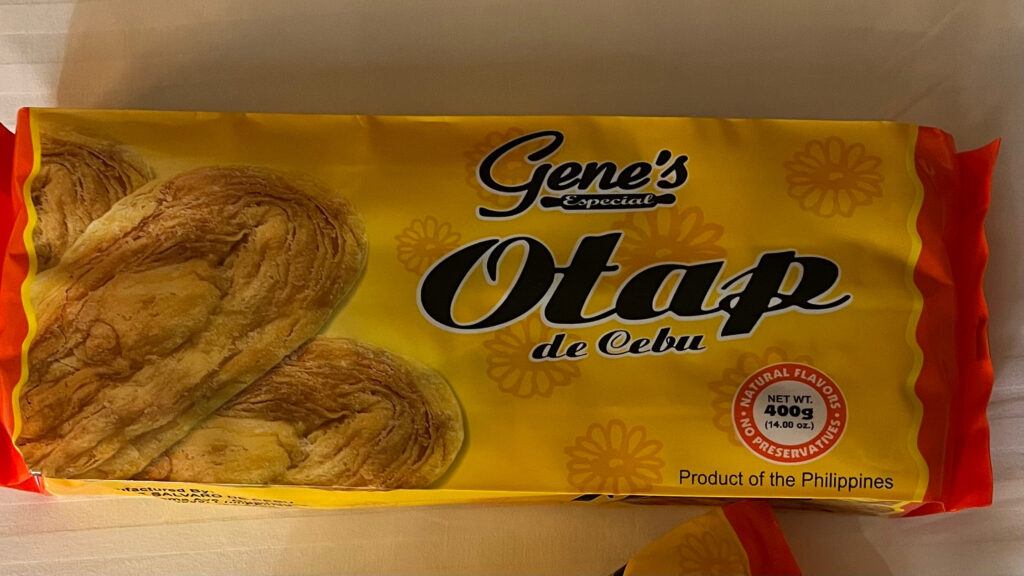 Gene's
Especial
Otap
de Cebu
NATURAL FLAVORS
NET WT.
400g
(14.00 oz.)
NO PRESERVATIVES
Product of the Philippines